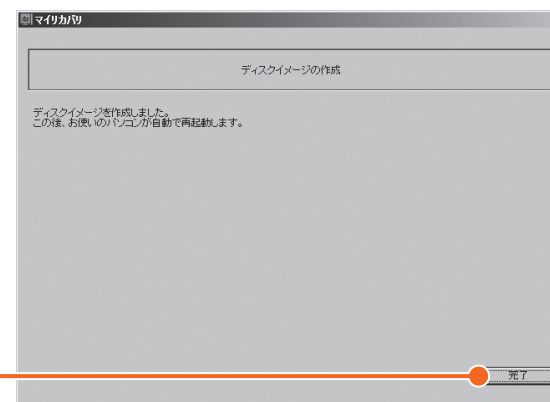 マイリカバリ
ディスクイメージの作成
ディスクイメージを作成しました。
この後、お使いのパソコンが自動で再起動します。
完了